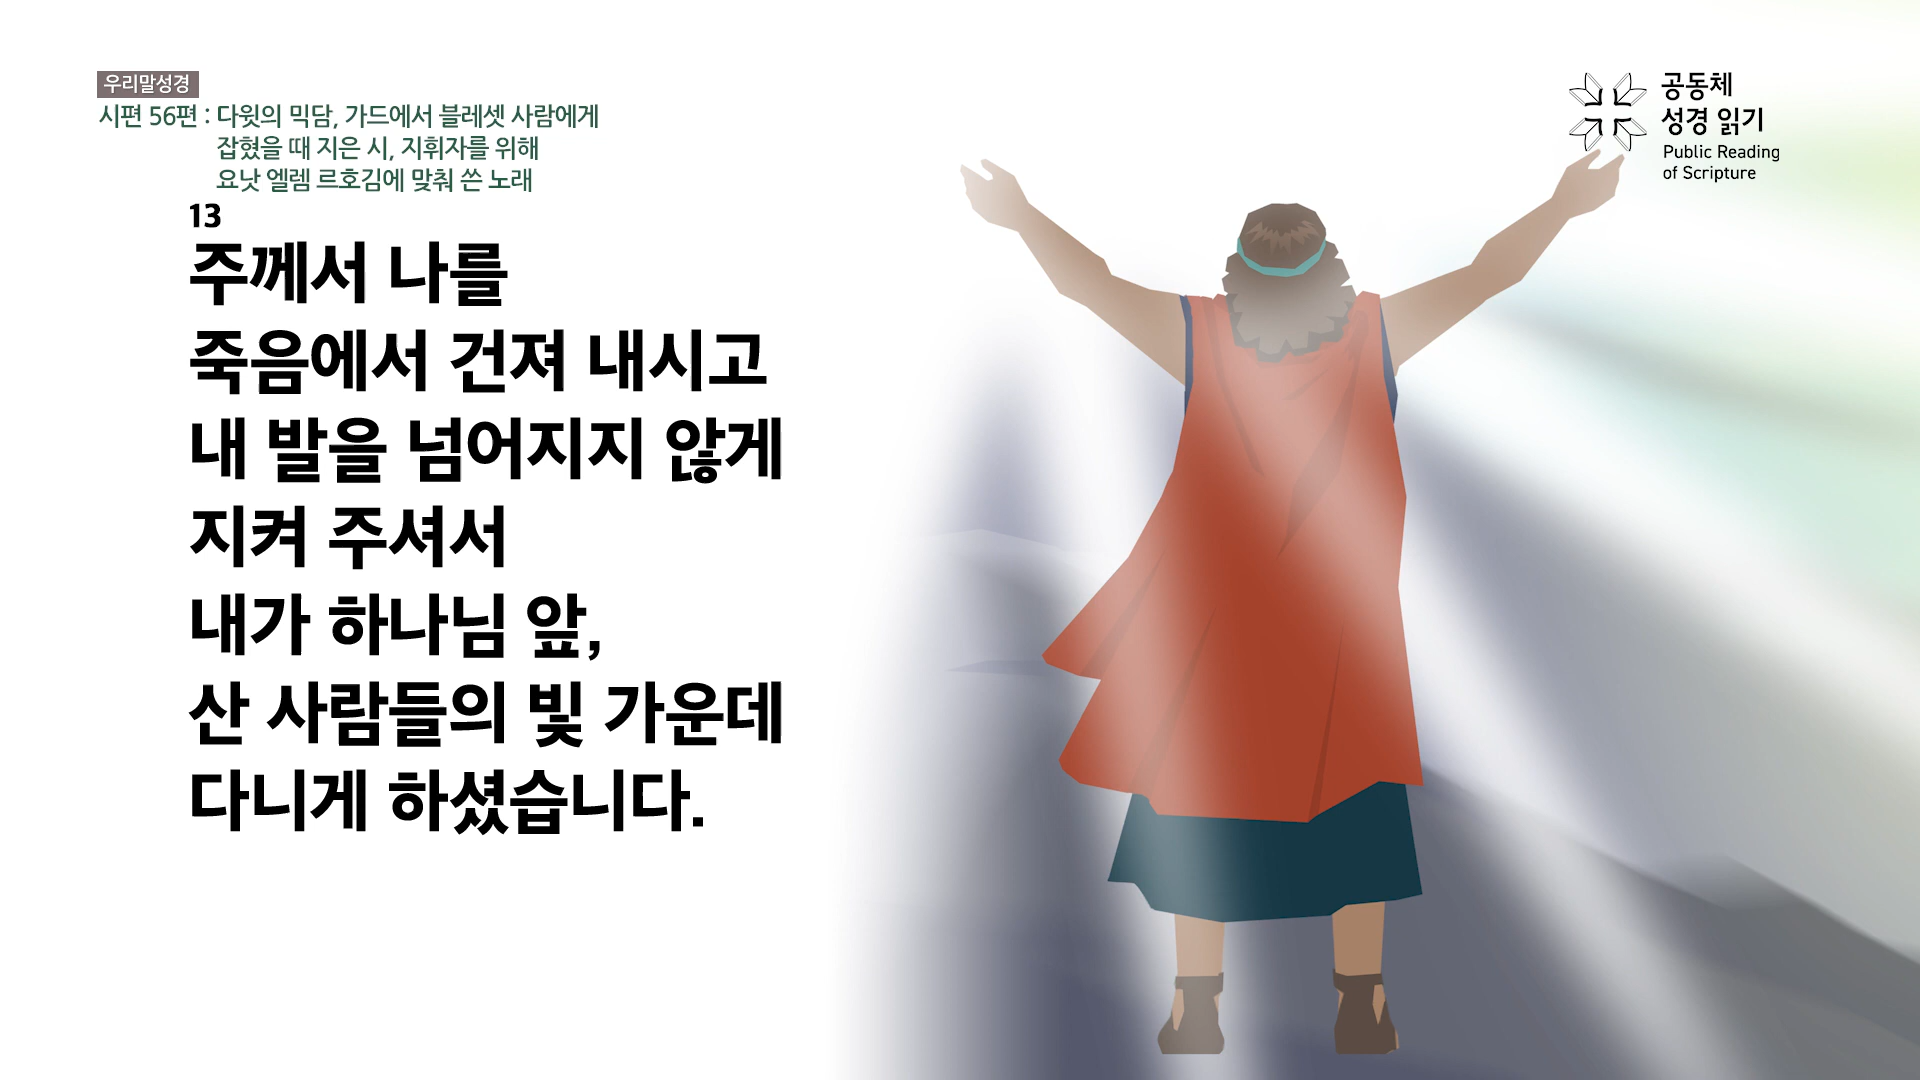 우리말성경
시편 56편 : 다윗의 믹담, 가드에서 블레셋 사람에게
잡혔을 때 지은 시, 지휘자를 위해
요낫 엘렘 르호김에 맞춰 쓴 노래
13
주께서 나를
죽음에서 건져 내시고
내 발을 넘어지지 않게
지켜 주셔서
내가 하나님 앞,
산 사람들의 빛 가운데
다니게 하셨습니다.
공동체
성경 읽기
Public Reading
of Scripture